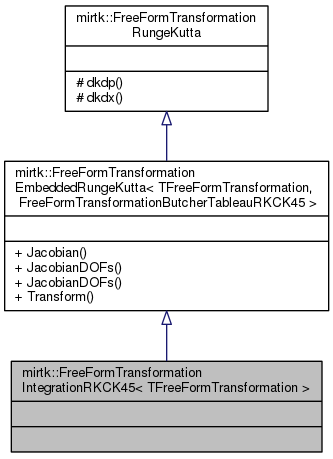 mirtk::FreeFormTransformation
RungeKutta
# dkdp()
# dkdx()
mirtk::FreeFormTransformation
EmbeddedRungeKutta< TFreeFormTransformation,
FreeFormTransformationButcherTableauRKCK45 >
+ Jacobian()
+ JacobianDOFs()
+ JacobianDOFs()
+ Transform()
mirtk::FreeFormTransformation
IntegrationRKCK45< TFreeFormTransformation >